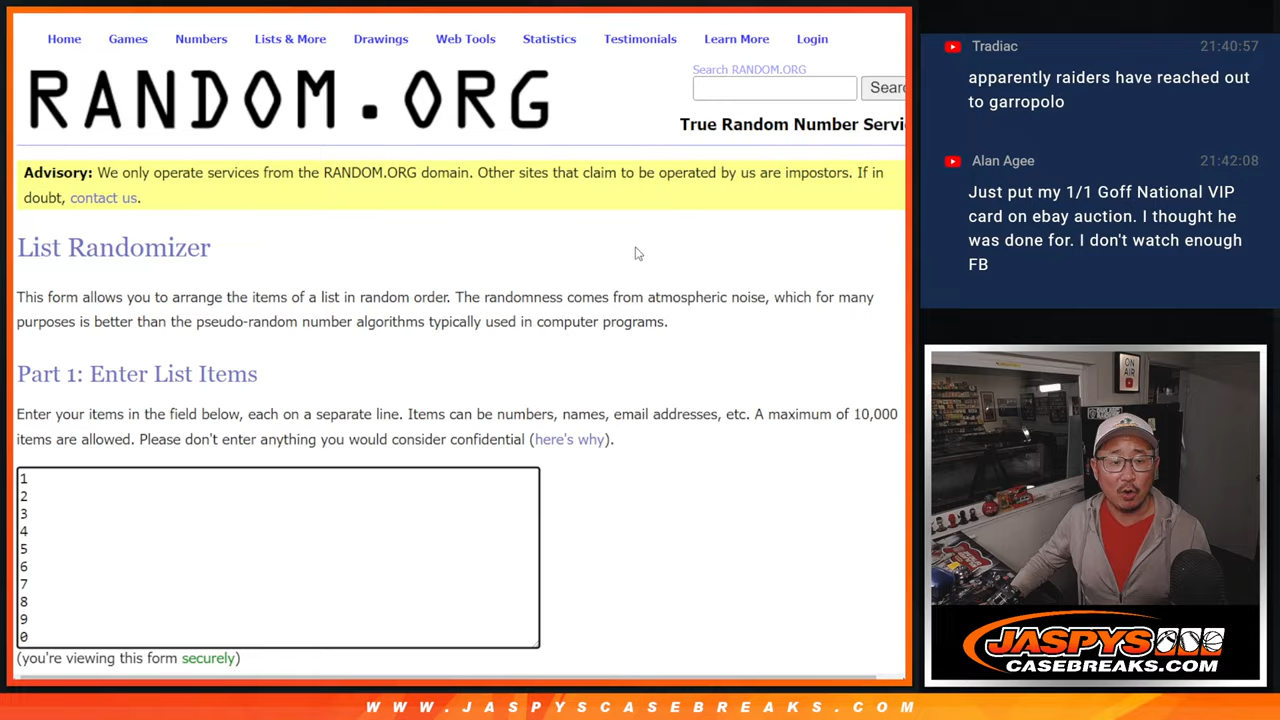 Home Games Numbers Lists & More Drawings Web Tools Statistics Testimonials Learn More Login
RANDOM.ORG
Search RANDOM.ORG
Searc
True Random Number Servi
Advisory: We only operate services from the RANDOM.ORG domain. Other sites that claim to be operated by us are impostors. If in
doubt, contact us.
List Randomizer
This form allows you to arrange the items of a list in random order. The randomness comes from atmospheric noise, which for many
purposes is better than the pseudo-random number algorithms typically used in computer programs.
Part 1: Enter List Items
Enter your items in the field below, each on a separate line. Items can be numbers, names, email addresses, etc. A maximum of 10,000
items are allowed. Please don't enter anything you would consider confidential (here's why).
1
2
3
4
5
6
7
8
9
0
(you're viewing this form securely)
Tradiac 21:40:57
apparently raiders have reached out
to garropolo
Alan Agee 21:42:08
Just put my 1/1 Goff National VIP
card on ebay auction. I thought he
was done for. I don't watch enough
FB
ON
AIR
JASPYS
CASEBREAKS.COM
WWW.JASPYSCASEBREAKS.COM